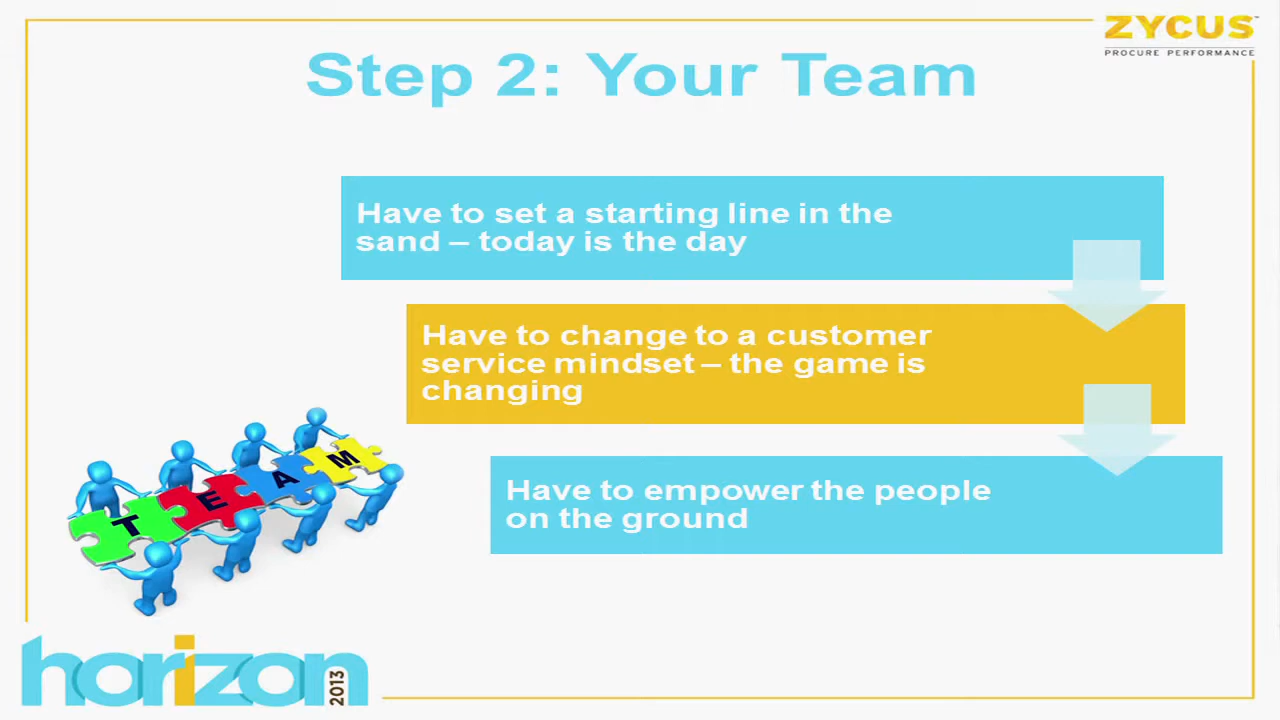 ZYCUS
PROCURE PERFORMANCE
Step 2: Your Team
Have to set a starting line in the
sand – today is the day
Have to change to a customer
service mindset – the game is
changing
Have to empower the people
on the ground
TEAM
horizon
2013